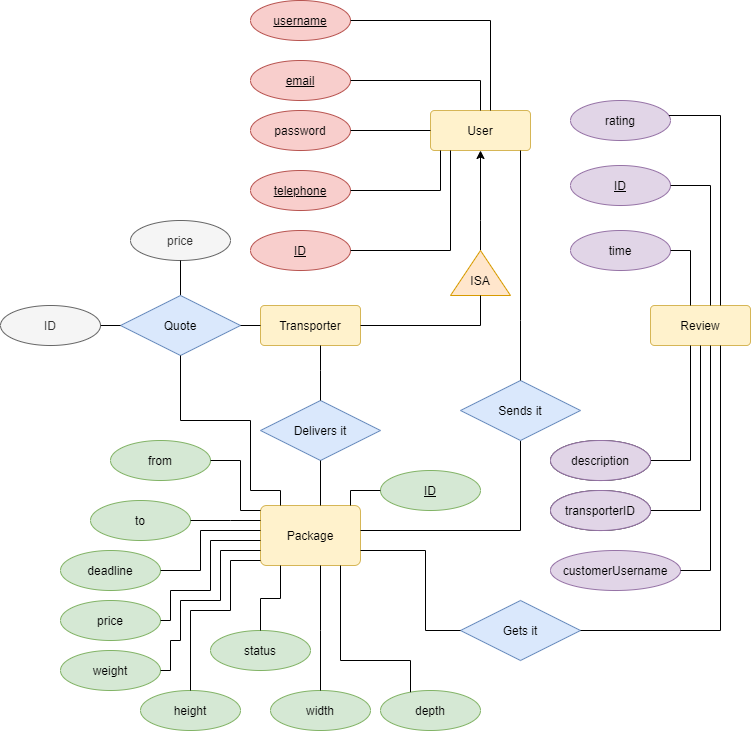 username
email
password
User
rating
telephone
ID
price
ID
time
ISA
ID
Quote
Transporter
Review
Sends it
Delivers it
from
description
ID
transporterID
to
Package
deadline
customerUsername
price
Gets it
status
weight
height
width
depth